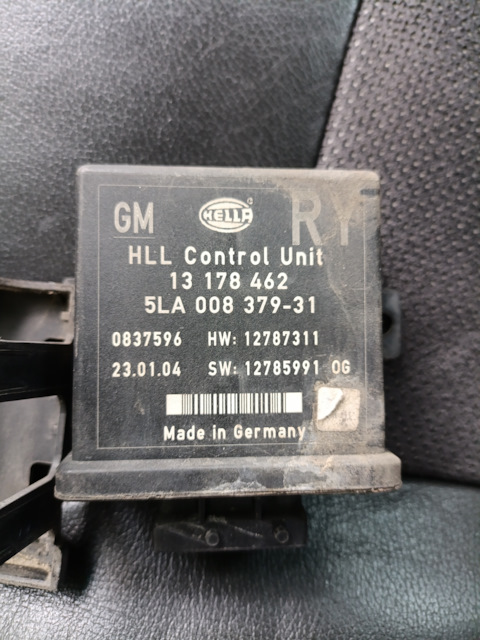 GM HELLA RY
HLL Control Unit
13 178 462
5LA 008 379-31
0837596 HW: 12787311
23.01.04 SW: 12785991 0G
Made in Germany